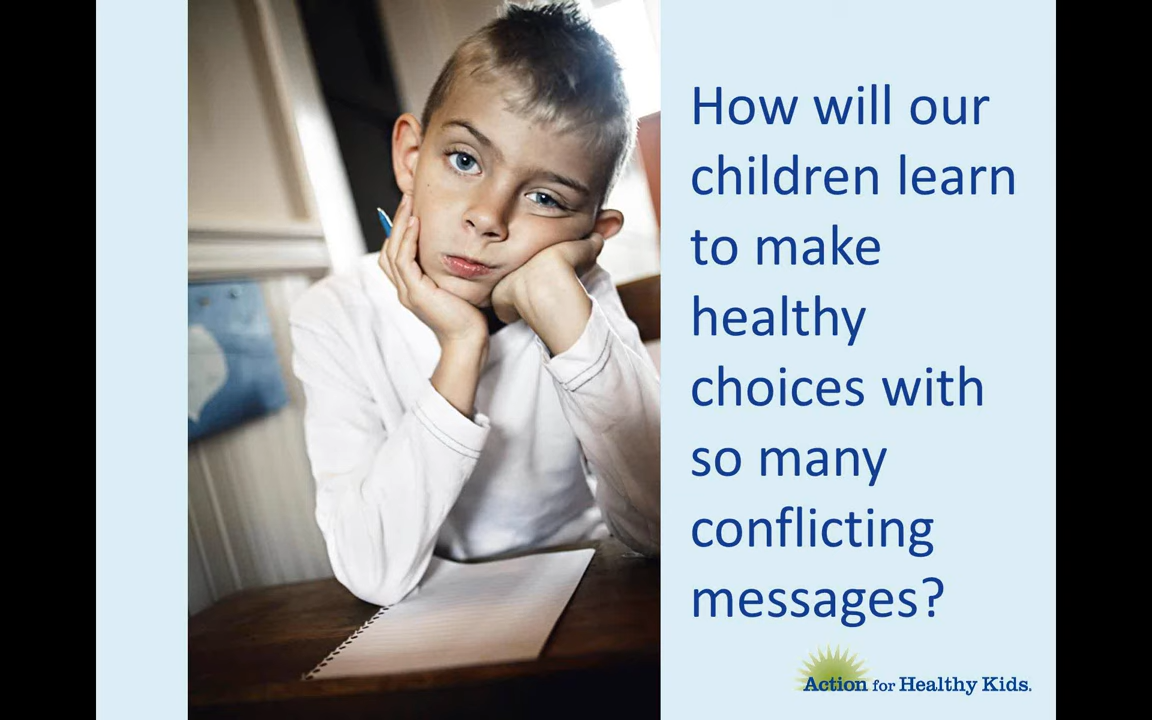 How will our
children learn
to make
healthy
choices with
so many
conflicting
messages?
Action for Healthy Kids.